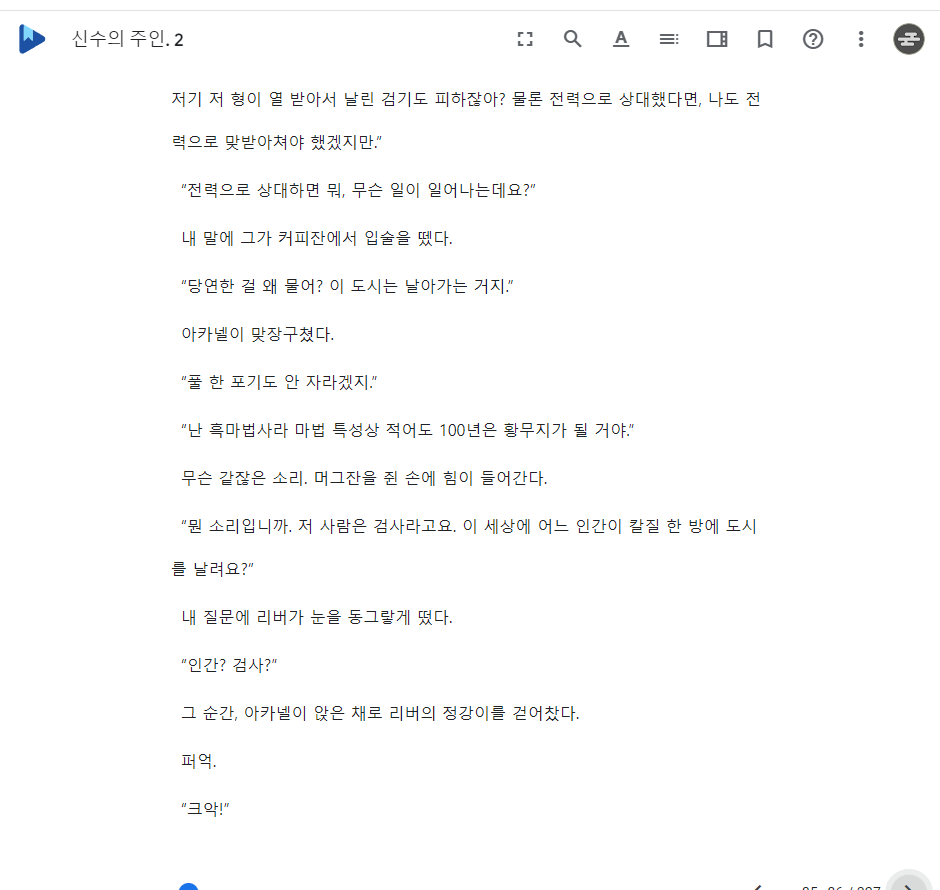 신수의 주인. 2
저기 저 형이 열 받아서 날린 검기도 피하잖아? 물론 전력으로 상대했다면, 나도 전
력으로 맞받아쳐야 했겠지만.”
“전력으로 상대하면 뭐, 무슨 일이 일어나는데요?”
내 말에 그가 커피잔에서 입술을 뗐다.
“당연한 걸 왜 물어? 이 도시는 날아가는 거지.”
아카넬이 맞장구쳤다.
“풀 한 포기도 안 자라겠지.”
“난 흑마법사라 마법 특성상 적어도 100년은 황무지가 될 거야.”
무슨 같잖은 소리. 머그잔을 쥔 손에 힘이 들어간다.
“뭔 소리입니까. 저 사람은 검사라고요. 이 세상에 어느 인간이 칼질 한 방에 도시
를 날려요?”
내 질문에 리버가 눈을 동그랗게 떴다.
“인간? 검사?”
그 순간, 아카넬이 앉은 채로 리버의 정강이를 걷어찼다.
퍼억.
“크악!”